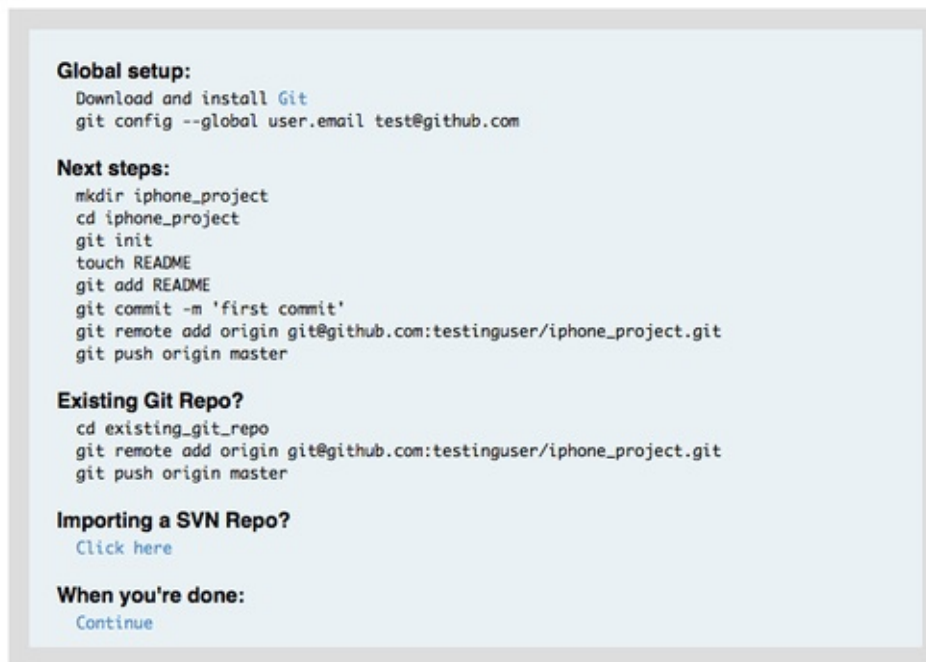 Global setup:
Download and install Git
git config --global user.email test@github.com
Next steps:
mkdir iphone_project
cd iphone_project
git init
touch README
git add README
git commit -m 'first commit'
git remote add origin git@github.com:testinguser/iphone_project.git
git push origin master
Existing Git Repo?
cd existing_git_repo
git remote add origin git@github.com:testinguser/iphone_project.git
git push origin master
Importing a SVN Repo?
Click here
When you're done:
Continue